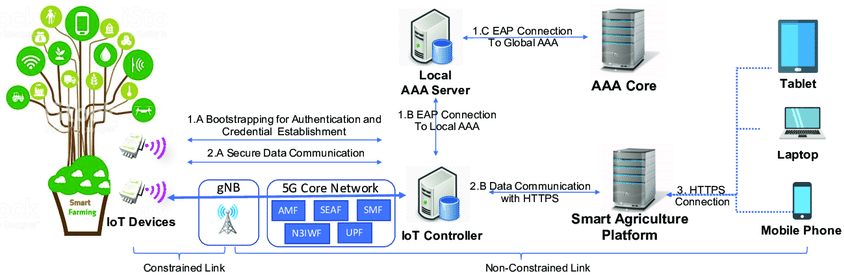 1.C EAP Connection
To Global AAA
Local
AAA Server
AAA Core
Tablet
1.A Bootstrapping for Authentication and
Credential Establishment
1.B EAP Connection
To Local AAA
2.A Secure Data Communication
Laptop
gNB
5G Core Network
AMF
SEAF
SMF
N3IWF
UPF
2.B Data Communication
with HTTPS
3. HTTPS
Connection
Smart
Farming
IoT Devices
IoT Controller
Smart Agriculture
Platform
Mobile Phone
Constrained Link
Non-Constrained Link